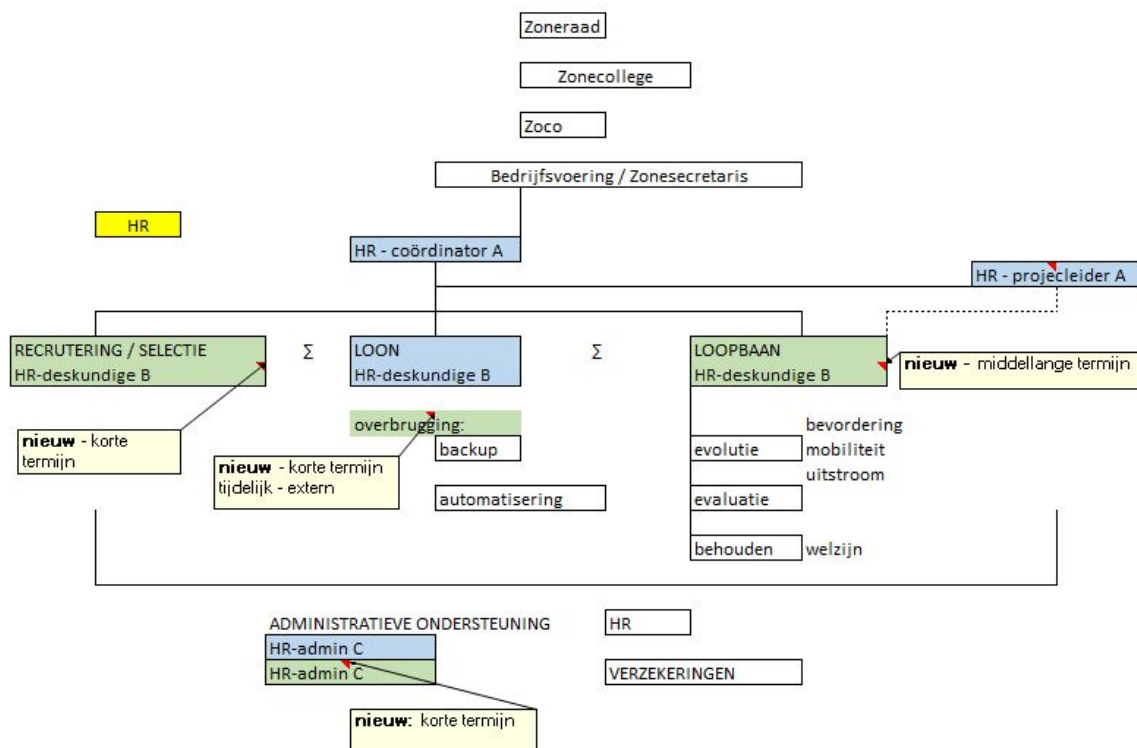 Zoneraad
Zonecollege
Zoco
Bedrijfsvoering / Zonesecretaris
HR
HR - coördinator A
HR - projecleider A
RECRUTERING / SELECTIE
HR-deskundige B
Σ
LOON
HR-deskundige B
Σ
LOOPBAAN
HR-deskundige B
nieuw - middellange termijn
nieuw - korte
termijn
overbrugging:
backup
nieuw - korte termijn
tijdelijk - extern
automatisering
bevordering
evolutie
mobiliteit
uitstroom
evaluatie
behouden
welzijn
ADMINISTRATIEVE ONDERSTEUNING
HR
HR-admin C
HR-admin C
VERZEKERINGEN
nieuw: korte termijn